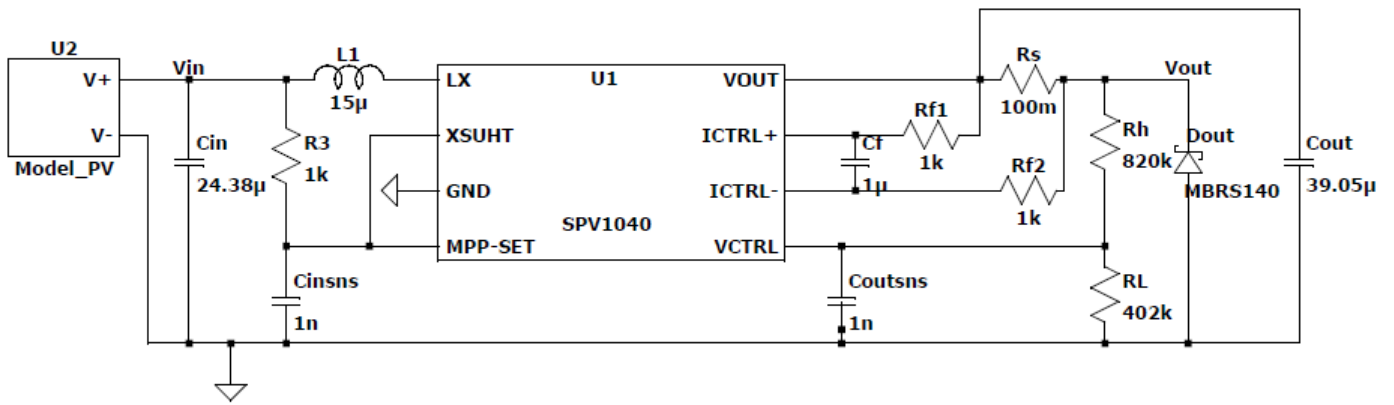 U2
V+
V-
Model_PV
Vin
Cin
24.38µ
L1
15µ
R3
1k
Cinsns
1n
U1
LX
XSUHT
GND
MPP-SET
VOUT
ICTRL+
ICTRL-
VCTRL
SPV1040
Cf
1µ
Rf1
1k
Rf2
1k
Coutsns
1n
Rs
100m
Vout
Rh
820k
RL
402k
Dout
MBRS140
Cout
39.05µ